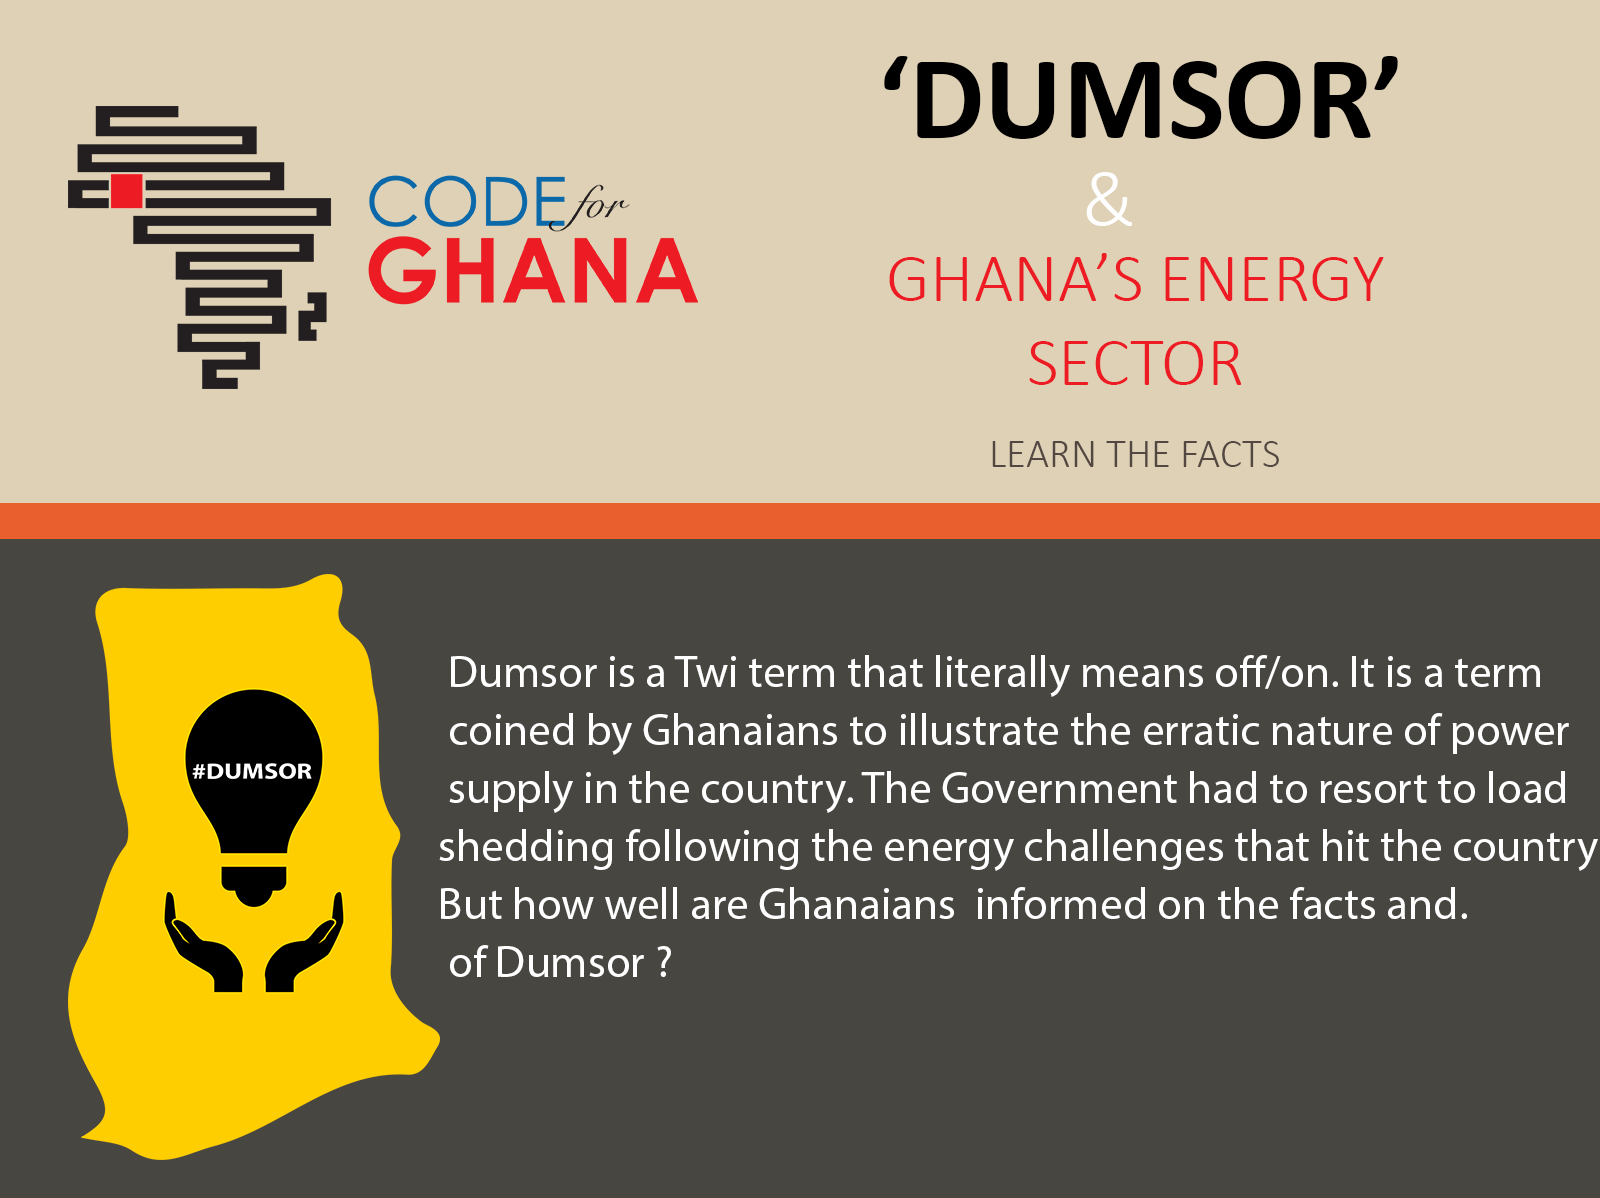 CODE for
GHANA
‘DUMSOR’
&
GHANA’S ENERGY
SECTOR
LEARN THE FACTS
#DUMSOR
Dumsor is a Twi term that literally means off/on. It is a term
coined by Ghanaians to illustrate the erratic nature of power
supply in the country. The Government had to resort to load
shedding following the energy challenges that hit the country
But how well are Ghanaians informed on the facts and.
of Dumsor ?